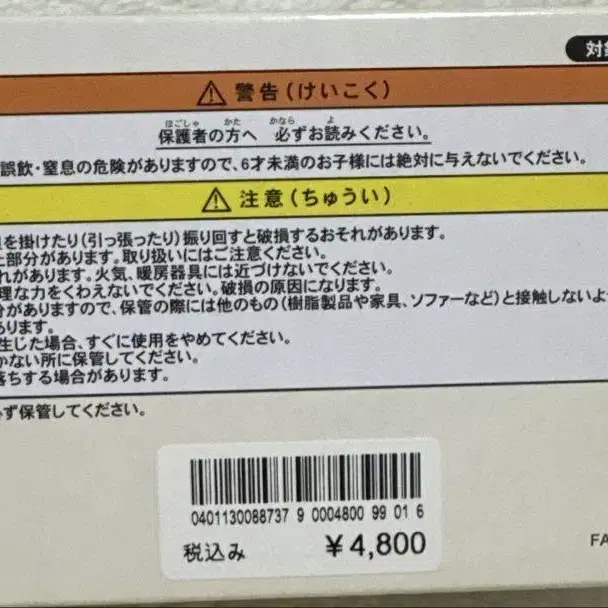 対
警告(けいこく)
保護者の方へ 必ずお読みください。
誤飲・窒息の危険がありますので、6才未満のお子様には絶対に与えないでください。
注意(ちゅうい)
を掛けたり(引っ張ったり)振り回すと破損するおそれがあります。
部分があります。取り扱いにはご注意ください。
れがあります。火気、暖房器具には近づけないでください。
理な力をくわえないでください。破損の原因になります。
分がありますので、保管の際には他のもの(樹脂製品や家具、ソファーなど)と接触しないよ
あります。
生じた場合、すぐに使用をやめてください。
かない所に保管してください。
落ちする場合があります。
ず保管してください。
0401130088737 9 0004800 99 01 6
税込み ¥4,800
FA